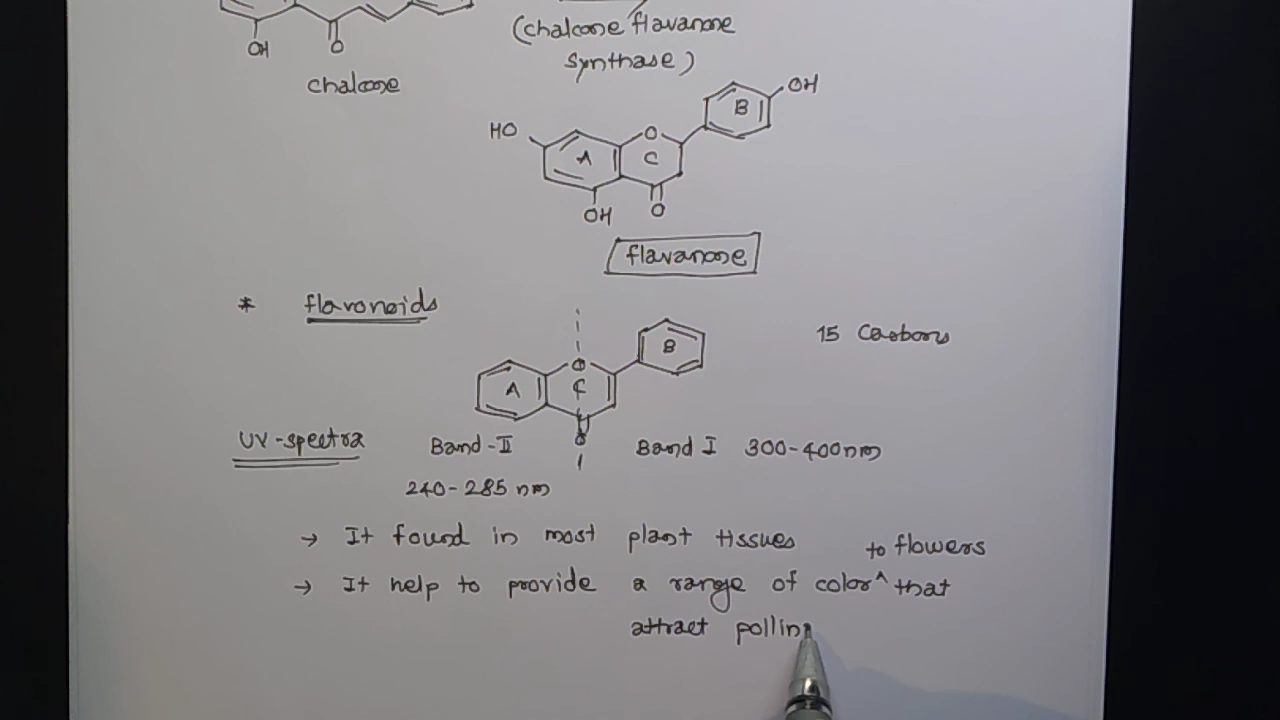 OH
O
chalcone
(chalcone flavanone
synthase)
OH
B
HO
O
A
C
OH
O
flavanone
* flavonoids
15 Carbons
B
O
A
C
O
UV-spectra Band-II Band I 300-400nm
240-285 nm
→ It found in most plant tissues
to flowers
→ It help to provide a range of color ^ that
attract pollin